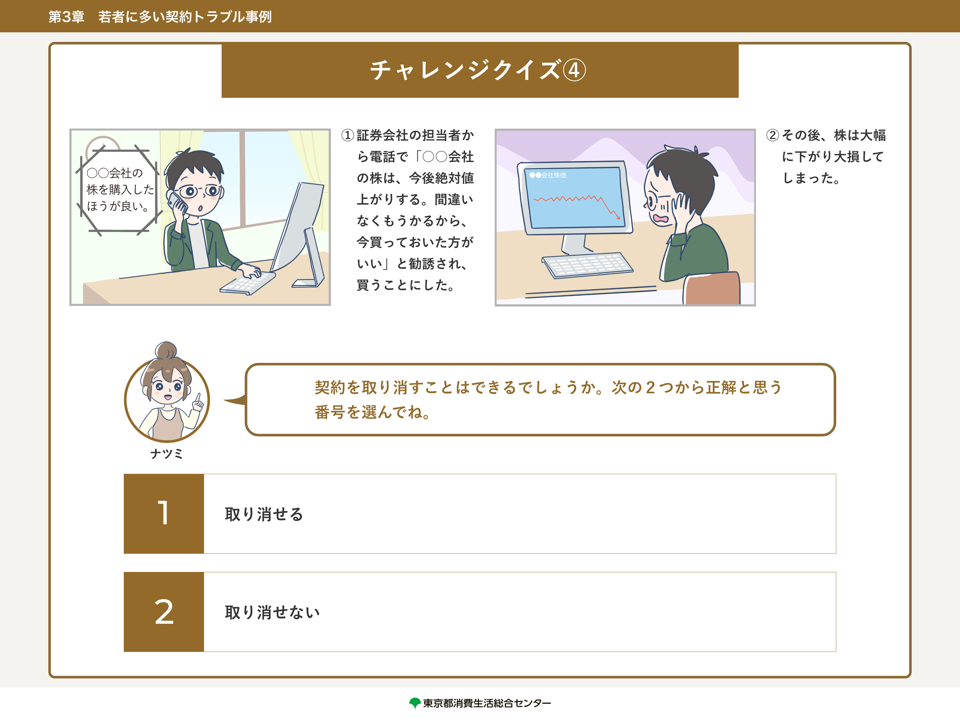 第3章　若者に多い契約トラブル事例
チャレンジクイズ④
〇〇会社の
株を購入した
ほうが良い。
①証券会社の担当者か
ら電話で「〇〇会社
の株は、今後絶対値
上がりする。間違い
なくもうかるから、
今買っておいた方が
いい」と勧誘され、
買うことにした。
●●会社株価
②その後、株は大幅
に下がり大損して
しまった。
契約を取り消すことはできるでしょうか。次の２つから正解と思う
番号を選んでね。
ナツミ
1
取り消せる
2
取り消せない
東京都消費生活総合センター